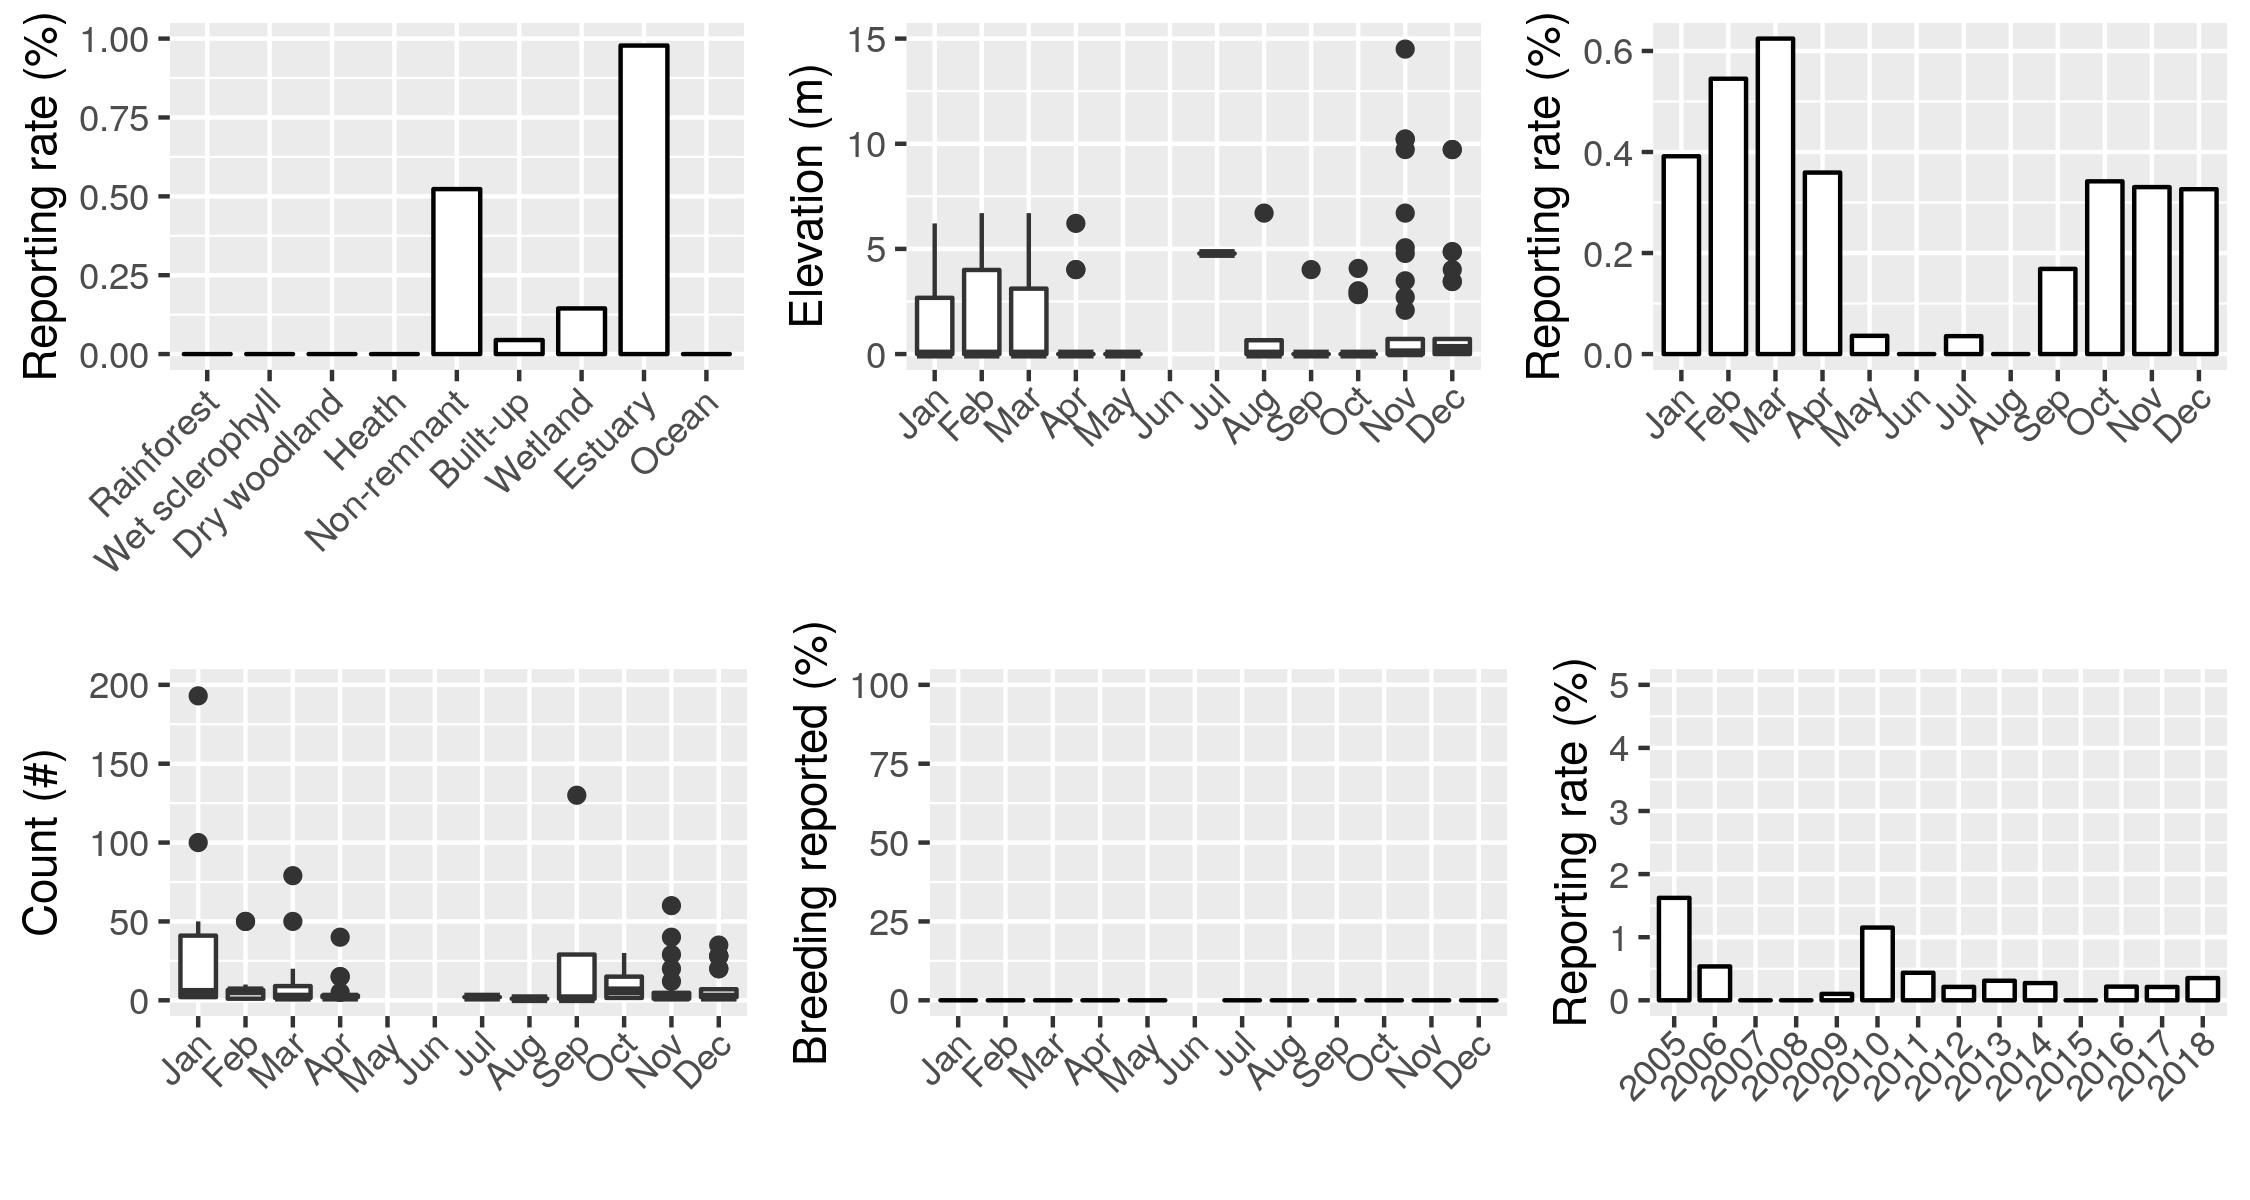 Reporting rate (%)
1.00
0.75
0.50
0.25
0.00
Rainforest
Wet sclerophyll
Dry woodland
Heath
Non-remnant
Built-up
Wetland
Estuary
Ocean
Elevation (m)
15
10
5
0
Jan
Feb
Mar
Apr
May
Jun
Jul
Aug
Sep
Oct
Nov
Dec
Reporting rate (%)
0.6
0.4
0.2
0.0
Jan
Feb
Mar
Apr
May
Jun
Jul
Aug
Sep
Oct
Nov
Dec
Count (#)
200
150
100
50
0
Jan
Feb
Mar
Apr
May
Jun
Jul
Aug
Sep
Oct
Nov
Dec
Breeding reported (%)
100
75
50
25
0
Jan
Feb
Mar
Apr
May
Jun
Jul
Aug
Sep
Oct
Nov
Dec
Reporting rate (%)
5
4
3
2
1
0
2005
2006
2007
2008
2009
2010
2011
2012
2013
2014
2015
2016
2017
2018